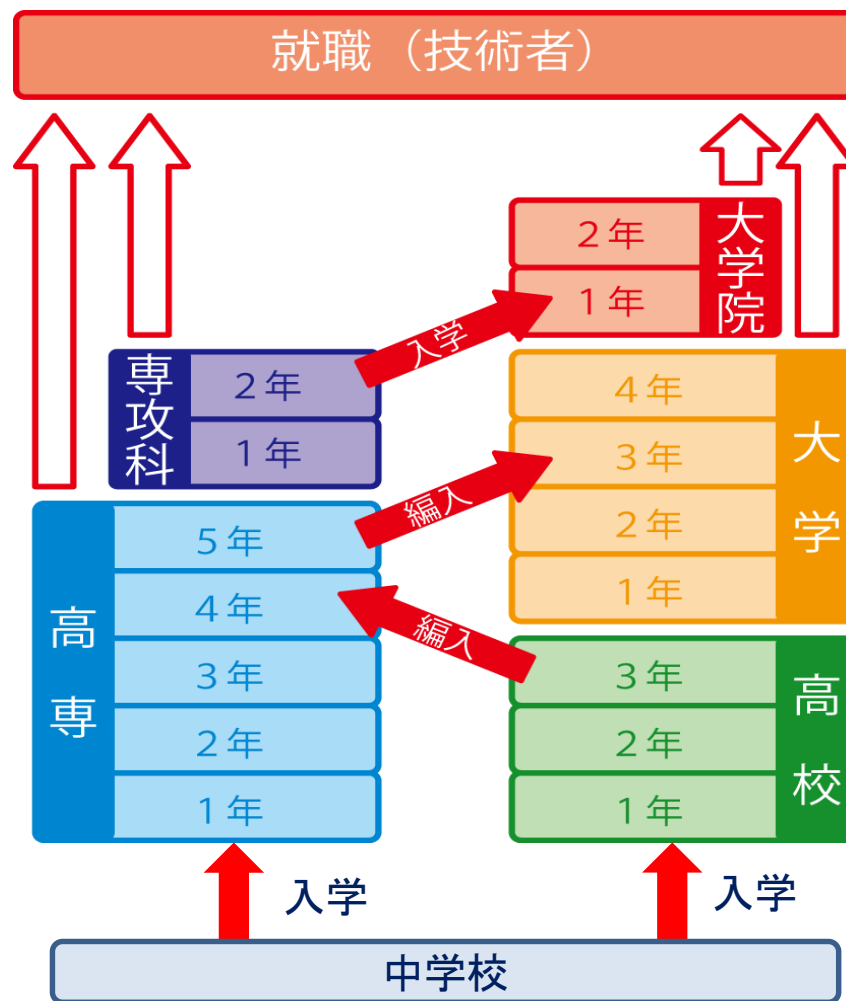 就職（技術者）
2年
1年
大学院
入学
専攻科
2年
1年
4年
3年
2年
1年
大学
編入
5年
4年
3年
2年
1年
高専
編入
3年
2年
1年
高校
入学
入学
中学校